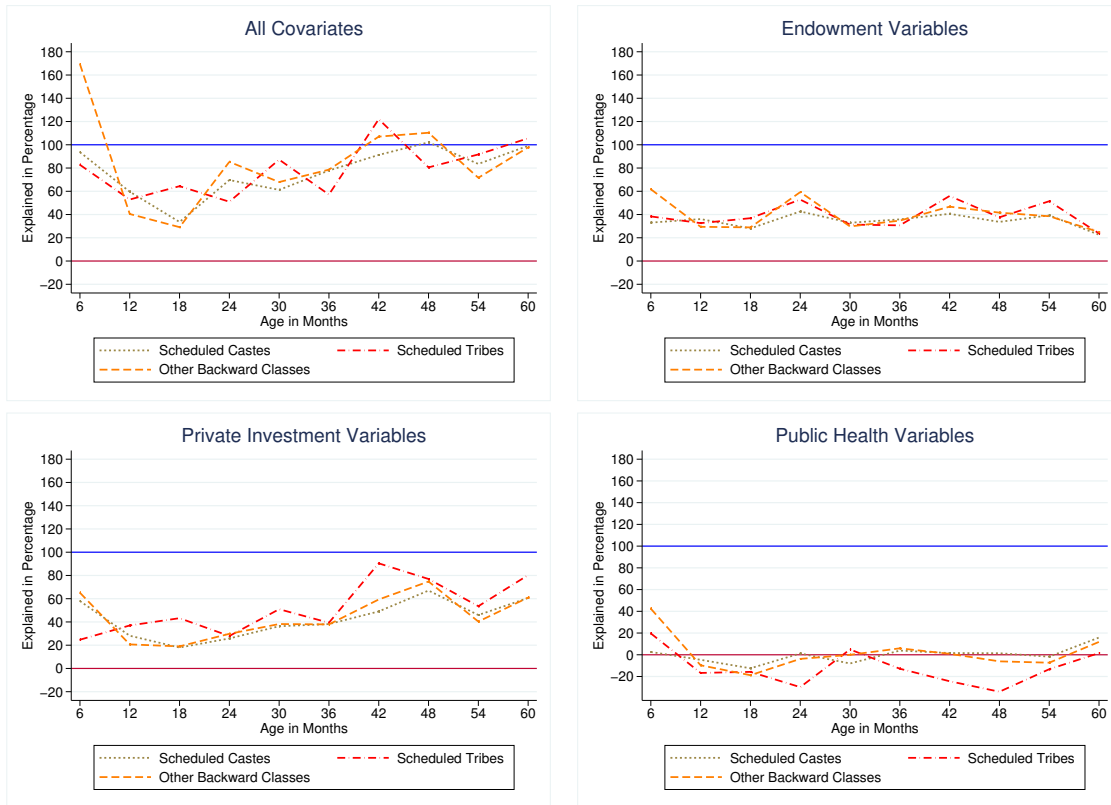 All Covariates
Explained in Percentage
180
160
140
120
100
80
60
40
20
0
−20
6 12 18 24 30 36 42 48 54 60
Age in Months
Scheduled Castes Scheduled Tribes
Other Backward Classes
Endowment Variables
Explained in Percentage
180
160
140
120
100
80
60
40
20
0
−20
6 12 18 24 30 36 42 48 54 60
Age in Months
Scheduled Castes Scheduled Tribes
Other Backward Classes
Private Investment Variables
Explained in Percentage
180
160
140
120
100
80
60
40
20
0
−20
6 12 18 24 30 36 42 48 54 60
Age in Months
Scheduled Castes Scheduled Tribes
Other Backward Classes
Public Health Variables
Explained in Percentage
180
160
140
120
100
80
60
40
20
0
−20
6 12 18 24 30 36 42 48 54 60
Age in Months
Scheduled Castes Scheduled Tribes
Other Backward Classes